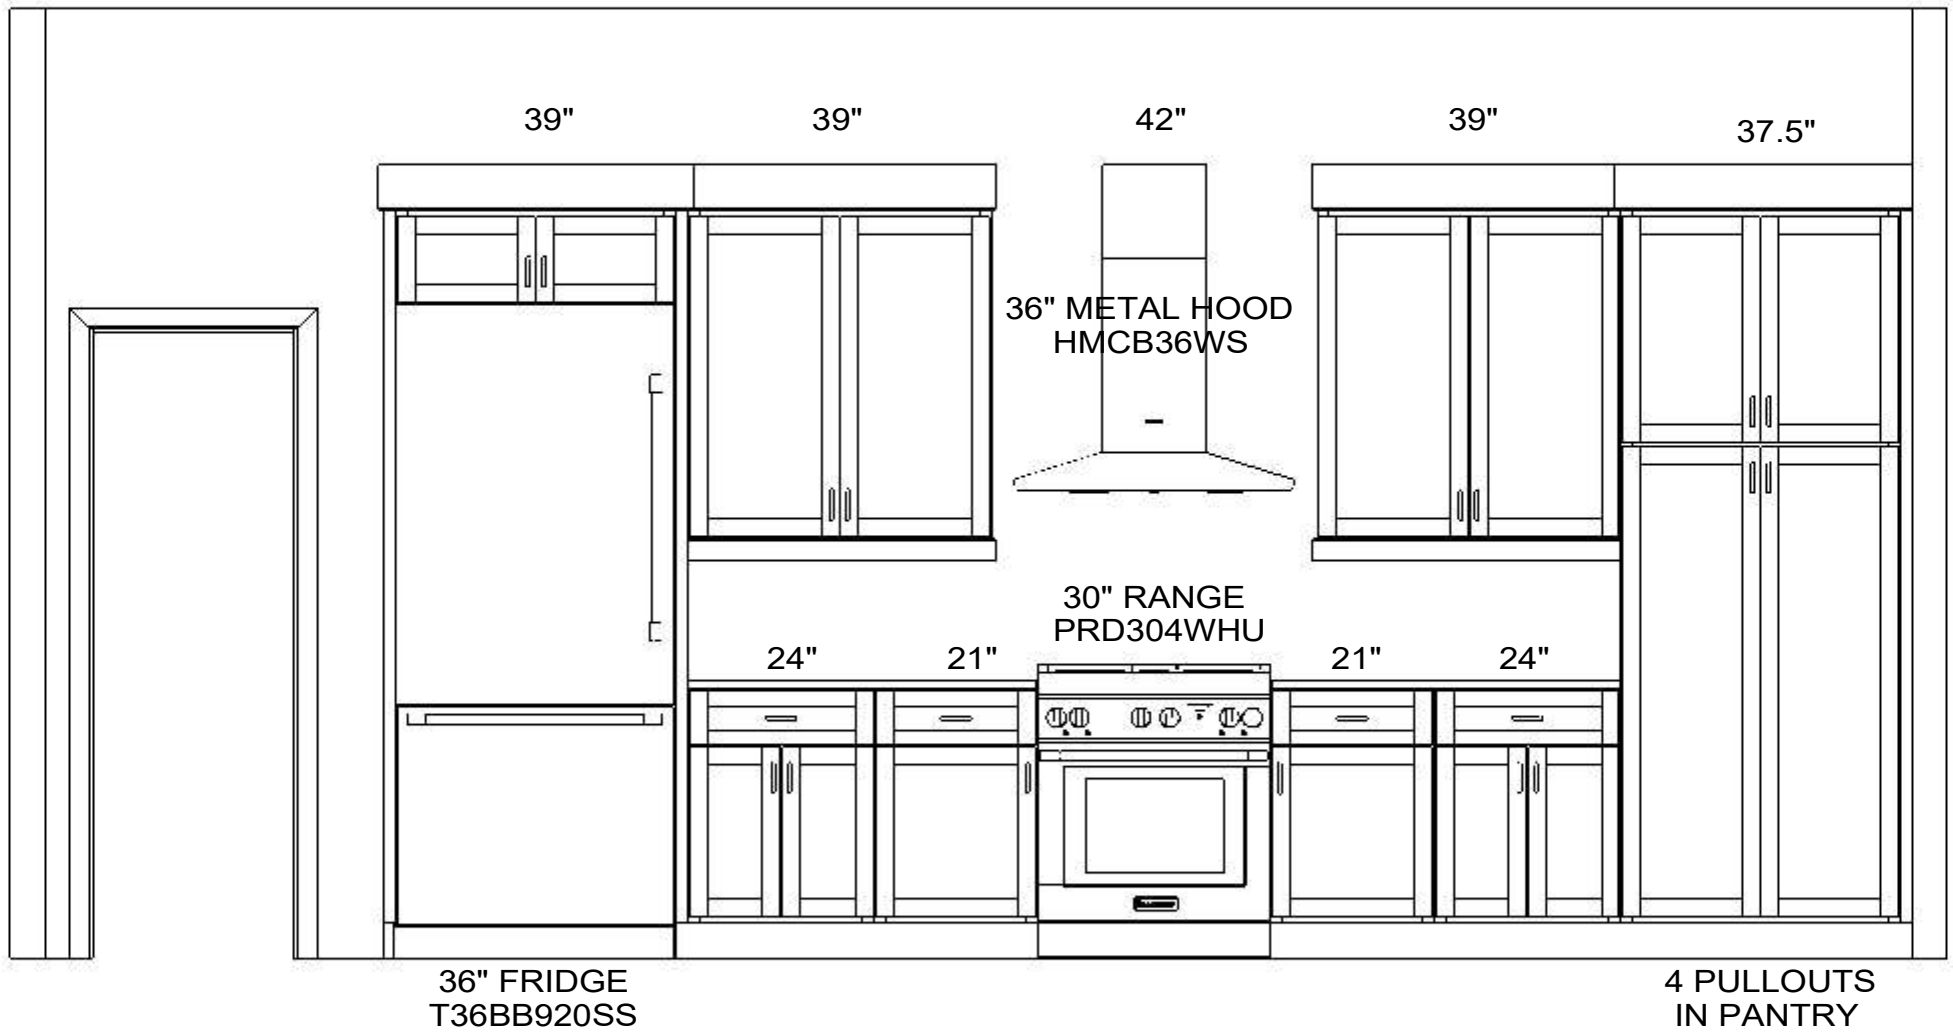 39"
39"
42"
39"
37.5"
36" METAL HOOD
HMCB36WS
30" RANGE
PRD304WHU
24"
21"
21"
24"
36" FRIDGE
T36BB920SS
4 PULLOUTS
IN PANTRY